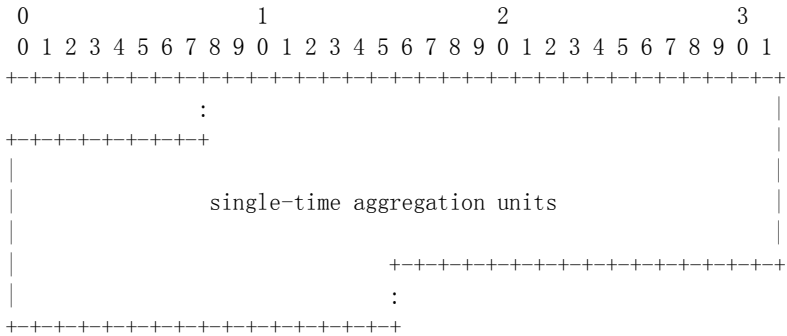 0                   1                   2                   3
0 1 2 3 4 5 6 7 8 9 0 1 2 3 4 5 6 7 8 9 0 1 2 3 4 5 6 7 8 9 0 1
+-+-+-+-+-+-+-+-+-+-+-+-+-+-+-+-+-+-+-+-+-+-+-+-+-+-+-+-+-+-+-+-+
                :                                               |
+-+-+-+-+-+-+-+-+                                               |
|                                                               |
|                single-time aggregation units                  |
|                                                               |
|                               +-+-+-+-+-+-+-+-+-+-+-+-+-+-+-+-+
|                               :
+-+-+-+-+-+-+-+-+-+-+-+-+-+-+-+-+